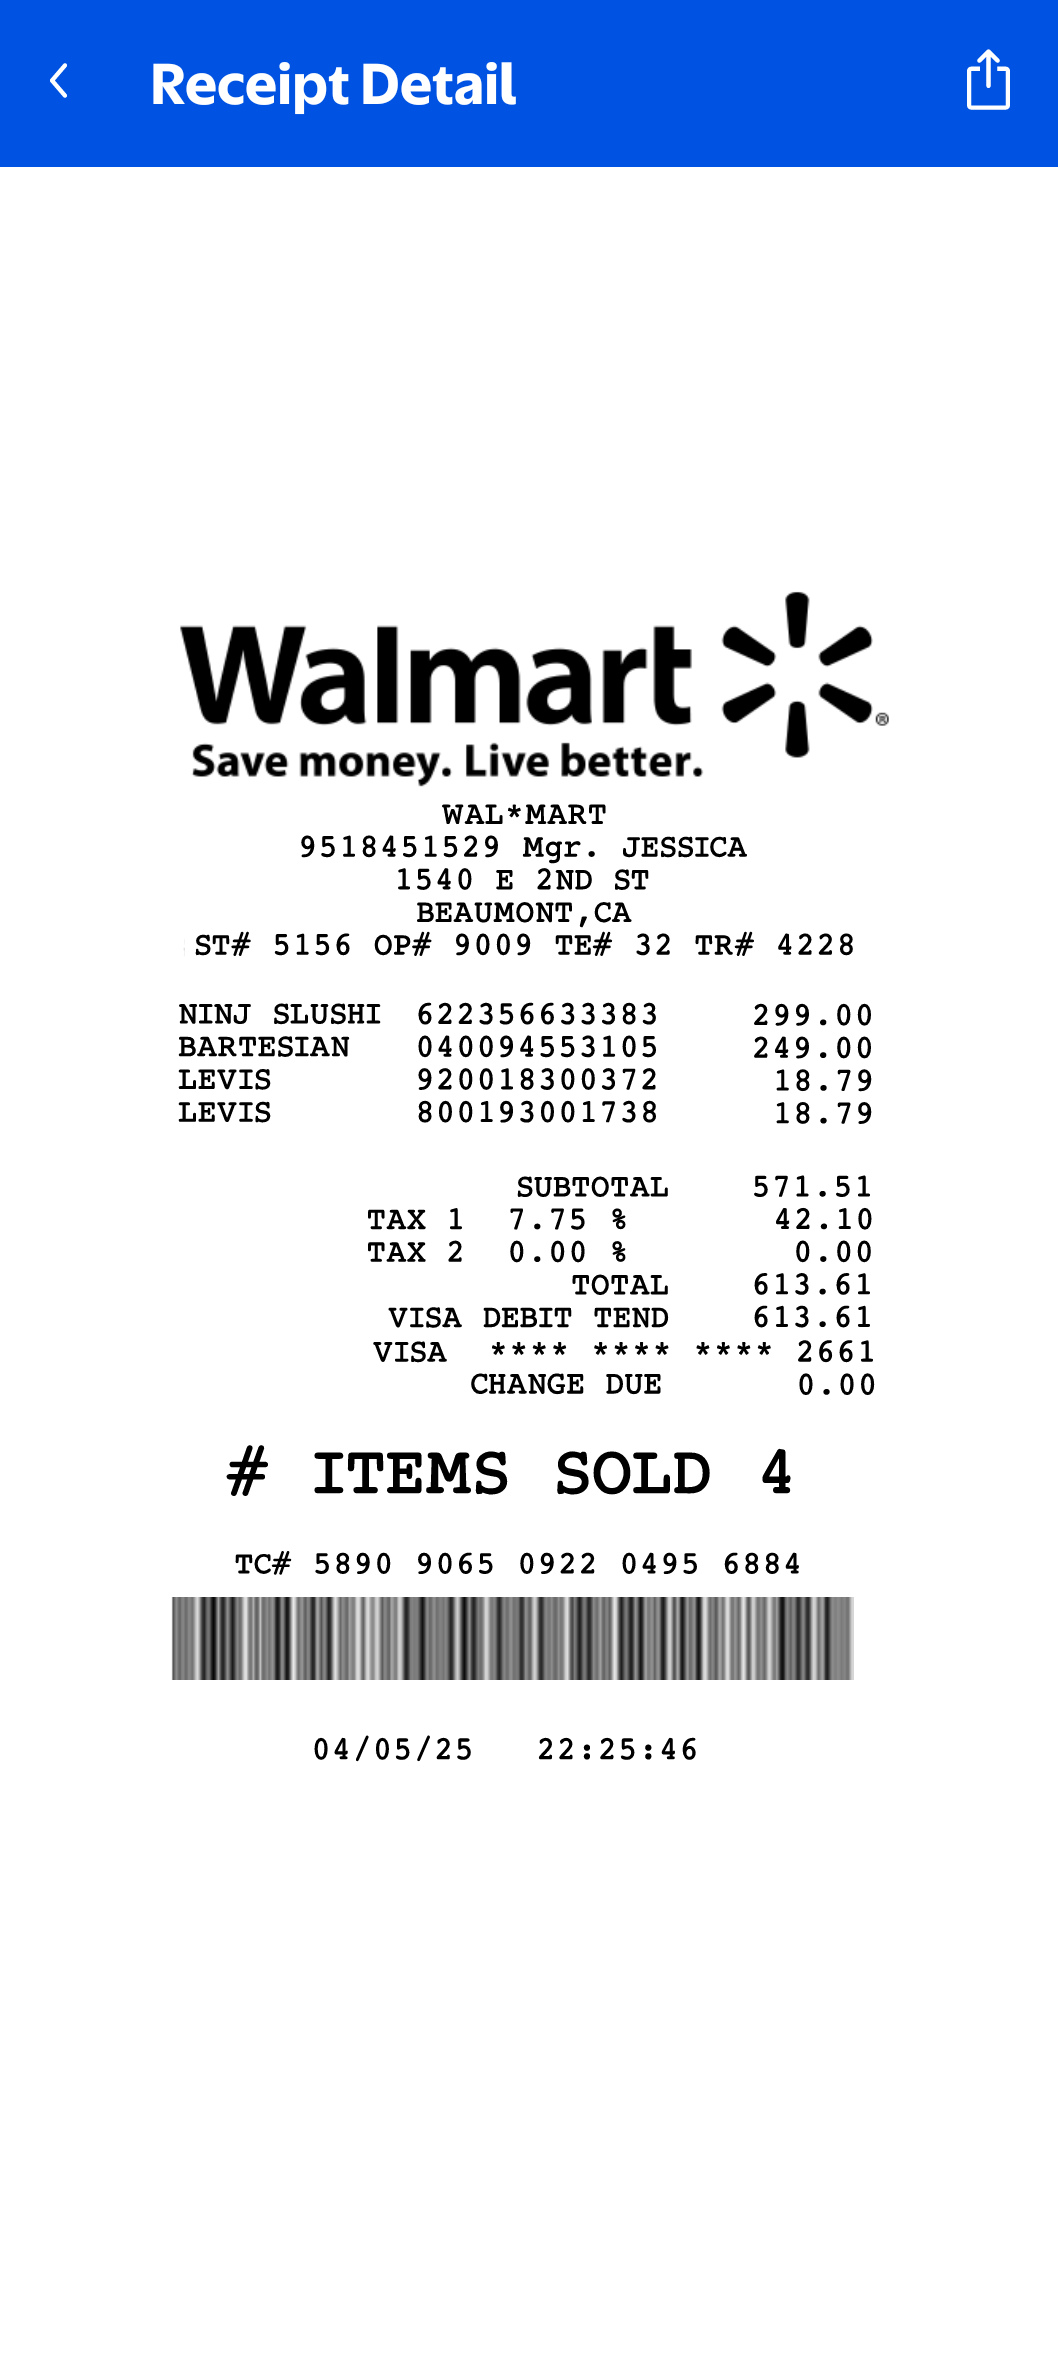 Receipt Detail
Walmart
Save money. Live better.
WAL*MART
9518451529 Mgr. JESSICA
1540 E 2ND ST
BEAUMONT,CA
ST# 5156 OP# 9009 TE# 32 TR# 4228
NINJ SLUSHI 622356633383 299.00
BARTESIAN 040094553105 249.00
LEVIS 920018300372 18.79
LEVIS 800193001738 18.79
SUBTOTAL 571.51
TAX 1 7.75 % 42.10
TAX 2 0.00 % 0.00
TOTAL 613.61
VISA DEBIT TEND 613.61
VISA **** **** **** 2661
CHANGE DUE 0.00
# ITEMS SOLD 4
TC# 5890 9065 0922 0495 6884
04/05/25 22:25:46